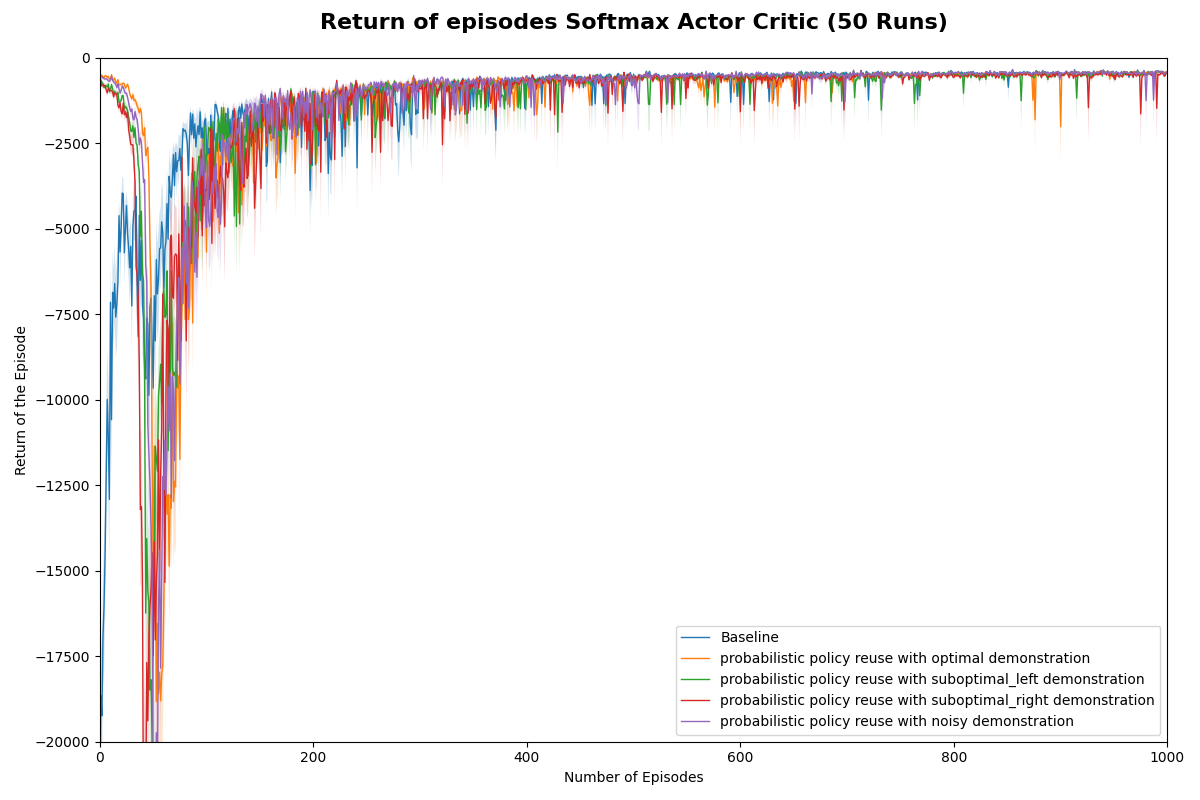 Return of episodes Softmax Actor Critic (50 Runs)
0
−2500
−5000
−7500
−10000
−12500
−15000
−17500
−20000
Return of the Episode
0
200
400
600
800
1000
Number of Episodes
Baseline
probabilistic policy reuse with optimal demonstration
probabilistic policy reuse with suboptimal_left demonstration
probabilistic policy reuse with suboptimal_right demonstration
probabilistic policy reuse with noisy demonstration